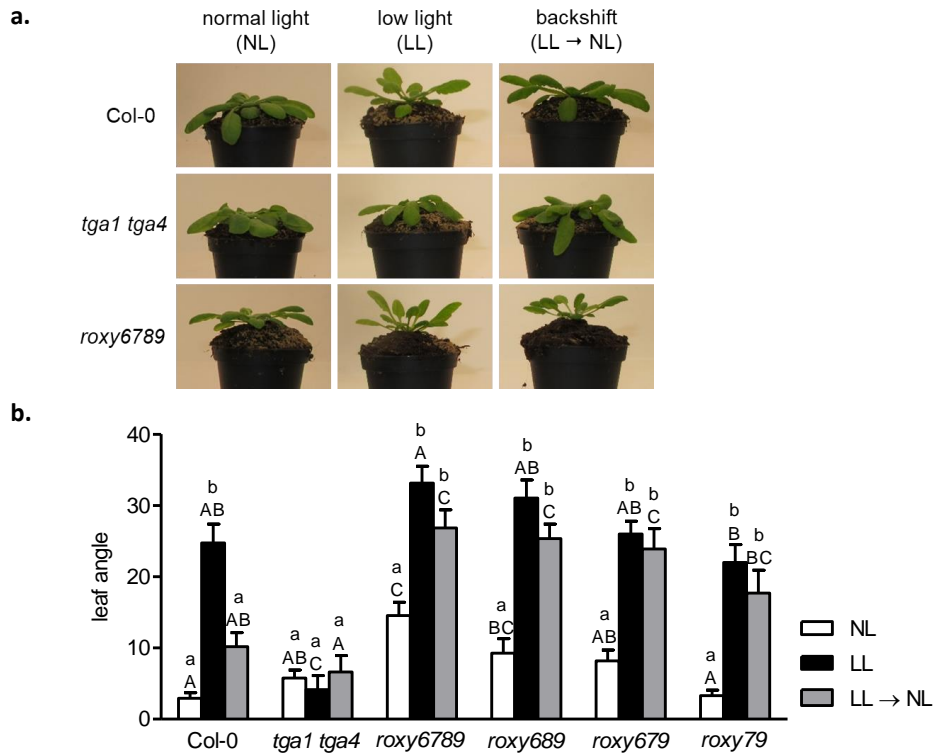 a.
normal light
(NL)
low light
(LL)
backshift
(LL → NL)
Col-0
tga1 tga4
roxy6789
b.
leaf angle
40
30
20
10
0
a
A
b
AB
a
AB
a
AB
a
C
a
A
a
C
b
A
b
C
a
BC
b
AB
b
C
a
AB
b
AB
b
C
a
A
b
B
b
BC
Col-0
tga1 tga4
roxy6789
roxy689
roxy679
roxy79
NL
LL
LL → NL